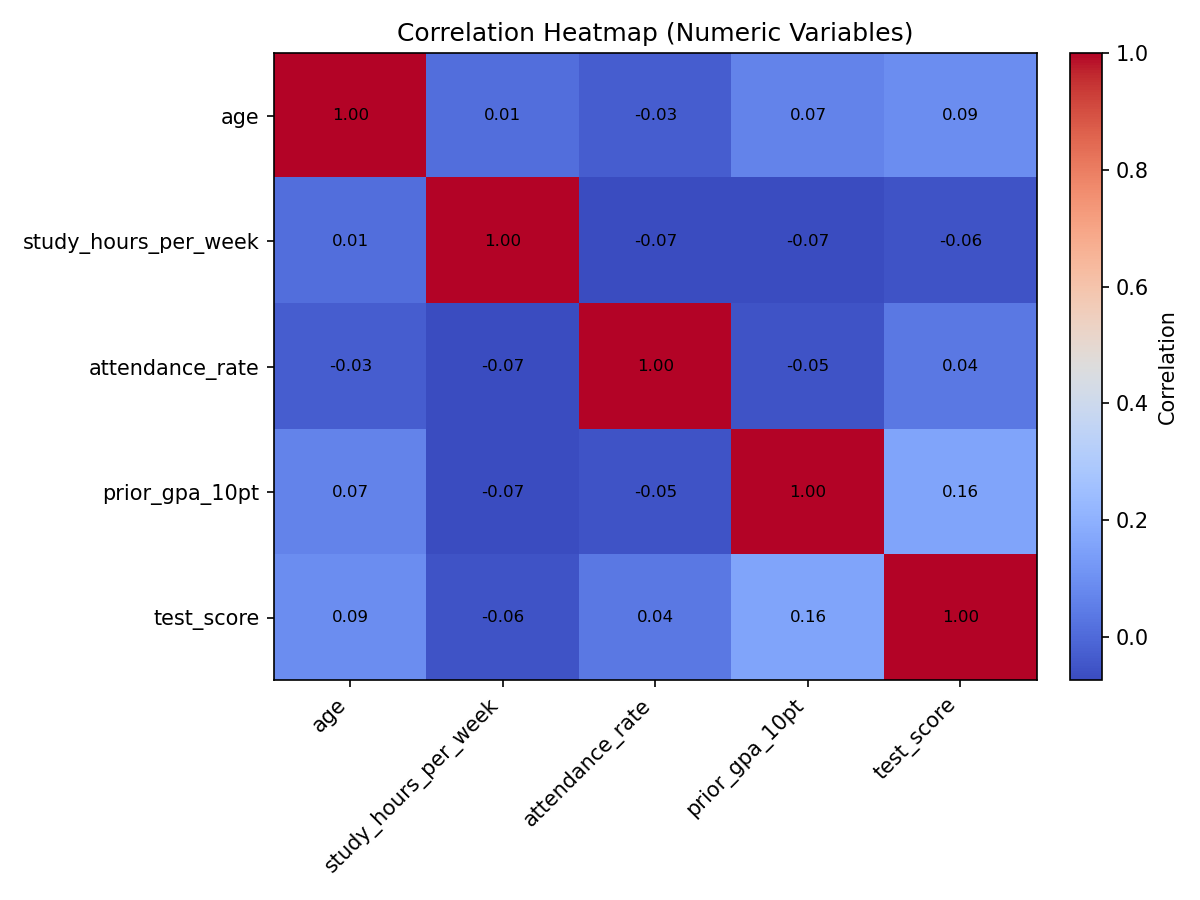 Correlation Heatmap (Numeric Variables)
age 1.00 0.01 -0.03 0.07 0.09
study_hours_per_week 0.01 1.00 -0.07 -0.07 -0.06
attendance_rate -0.03 -0.07 1.00 -0.05 0.04
prior_gpa_10pt 0.07 -0.07 -0.05 1.00 0.16
test_score 0.09 -0.06 0.04 0.16 1.00
age
study_hours_per_week
attendance_rate
prior_gpa_10pt
test_score
1.0
0.8
0.6
0.4
0.2
0.0
Correlation